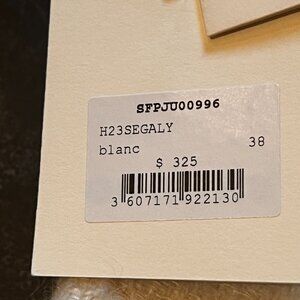 SFPJU00996
H23SEGALY
blanc 38
$ 325
3 607171 922130